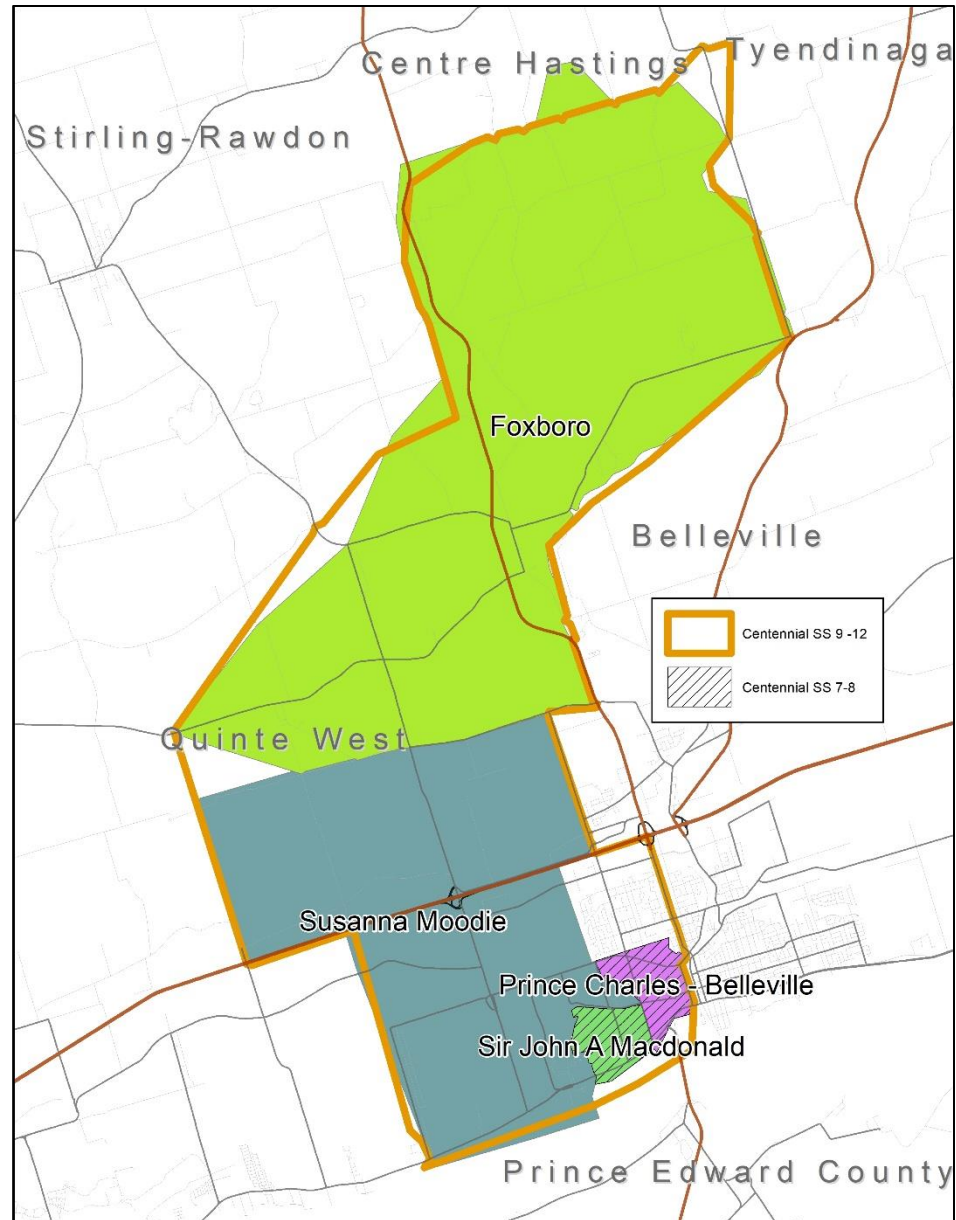 Centre Hastings
Tyendinaga
Stirling-Rawdon
Foxboro
Belleville
Centennial SS 9 -12
Centennial SS 7-8
Quinte West
Susanna Moodie
Prince Charles - Belleville
Sir John A Macdonald
Prince Edward County